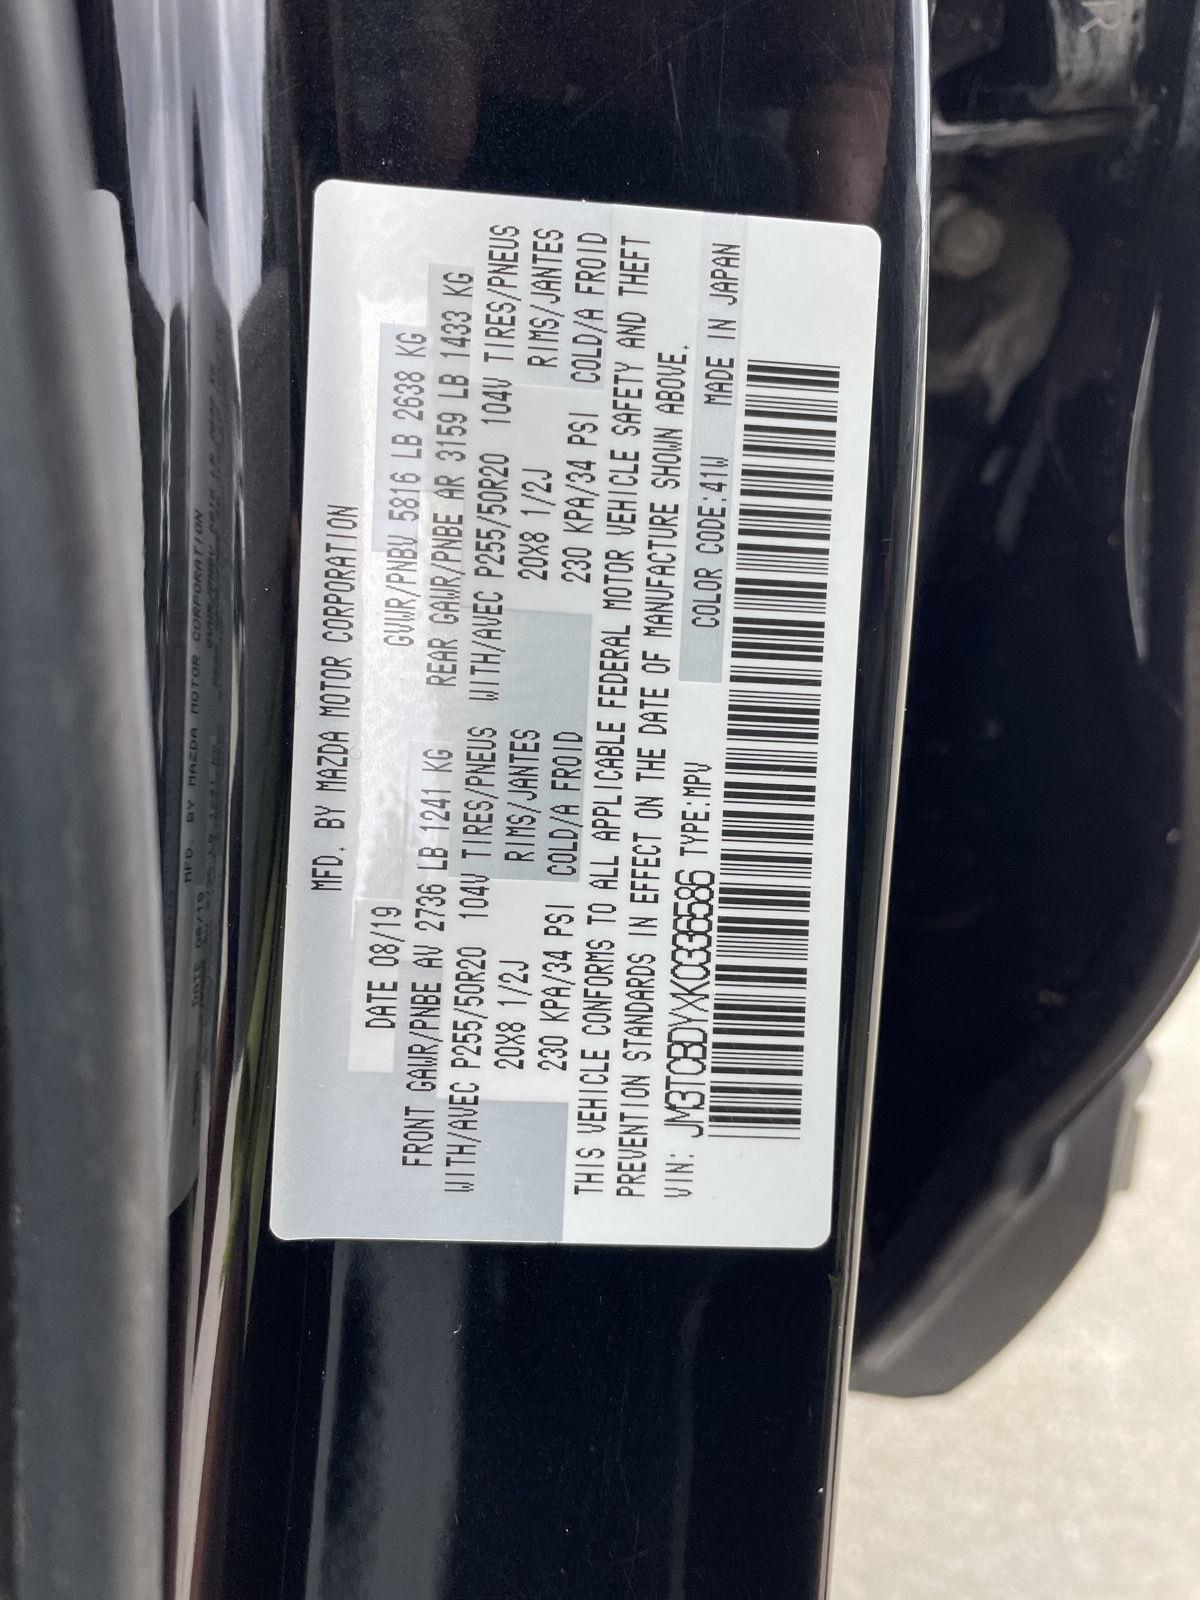 MFD. BY MAZDA MOTOR CORPORATION
DATE 08/19 GVWR/PNBV 5816 LB 2638 KG
FRONT GAWR/PNBE AV 2736 LB 1241 KG REAR GAWR/PNBE AR 3159 LB 1433 KG
WITH/AVEC P255/50R20 104V TIRES/PNEUS WITH/AVEC P255/50R20 104V TIRES/PNEUS
20X8 1/2J RIMS/JANTES 20X8 1/2J RIMS/JANTES
230 KPA/34 PSI COLD/A FROID 230 KPA/34 PSI COLD/A FROID
THIS VEHICLE CONFORMS TO ALL APPLICABLE FEDERAL MOTOR VEHICLE SAFETY AND THEFT
PREVENTION STANDARDS IN EFFECT ON THE DATE OF MANUFACTURE SHOWN ABOVE.
VIN: JM3TCBDYXK0336586 TYPE:MPV COLOR CODE:41W MADE IN JAPAN